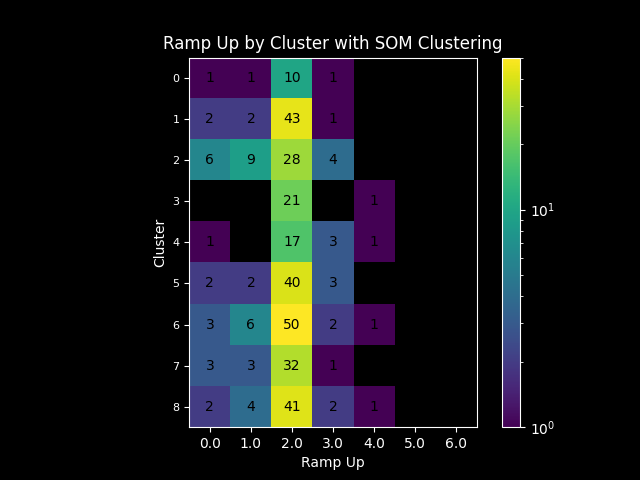 Ramp Up by Cluster with SOM Clustering
0 1 1 10 1
1 2 2 43 1
2 6 9 28 4
3 21 1
4 1 17 3 1
5 2 2 40 3
6 3 6 50 2 1
7 3 3 32 1
8 2 4 41 2 1
0.0 1.0 2.0 3.0 4.0 5.0 6.0
Ramp Up
Cluster
10¹
10⁰